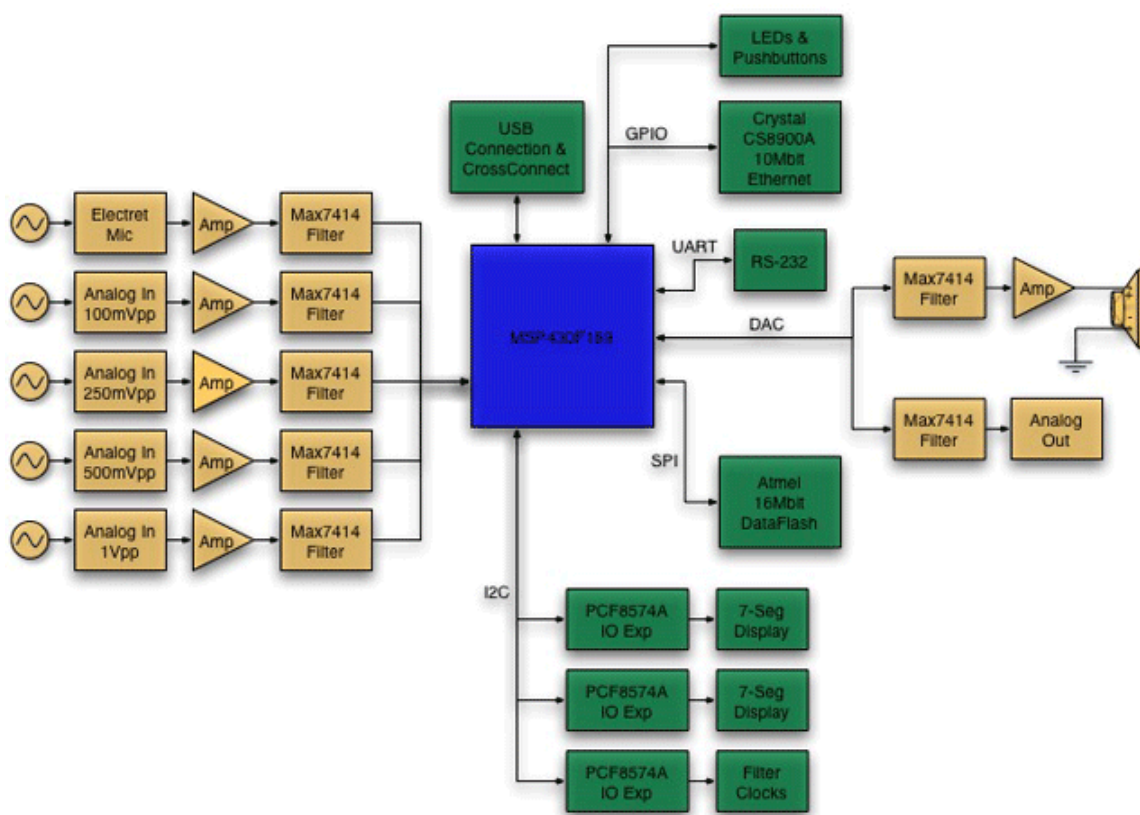 LEDs &
Pushbuttons
USB
Connection &
CrossConnect
GPIO
Crystal
CS8900A
10Mbit
Ethernet
Electret
Mic
Amp
Max7414
Filter
UART
RS-232
Analog In
100mVpp
Amp
Max7414
Filter
MSP430F169
DAC
Max7414
Filter
Amp
Analog In
250mVpp
Amp
Max7414
Filter
Analog In
500mVpp
Amp
Max7414
Filter
SPI
Max7414
Filter
Analog
Out
Atmel
16Mbit
DataFlash
Analog In
1Vpp
Amp
Max7414
Filter
I2C
PCF8574A
IO Exp
7-Seg
Display
PCF8574A
IO Exp
7-Seg
Display
PCF8574A
IO Exp
Filter
Clocks